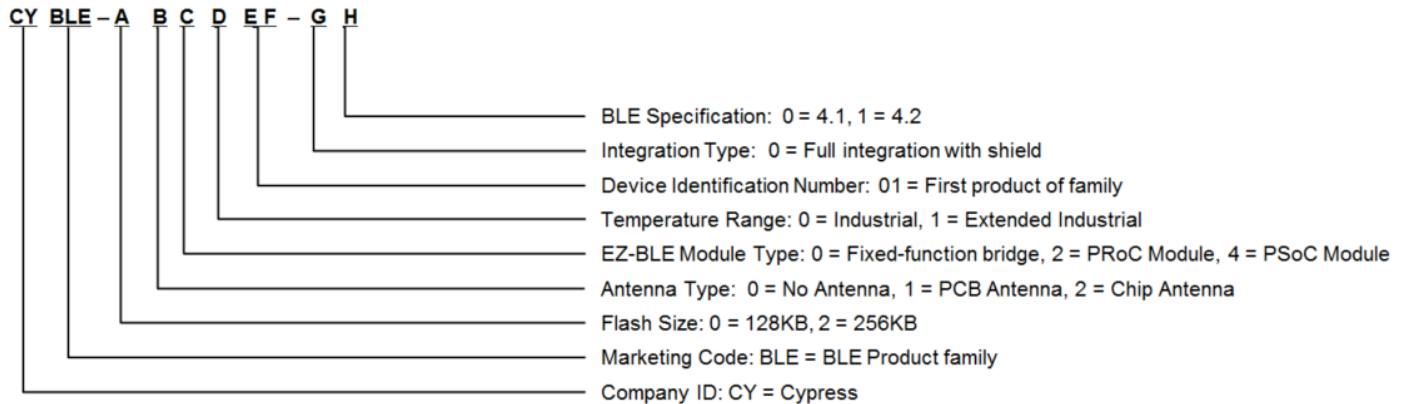 CY BLE – A B C D E F – G H
BLE Specification: 0 = 4.1, 1 = 4.2
Integration Type: 0 = Full integration with shield
Device Identification Number: 01 = First product of family
Temperature Range: 0 = Industrial, 1 = Extended Industrial
EZ-BLE Module Type: 0 = Fixed-function bridge, 2 = PRoC Module, 4 = PSoC Module
Antenna Type: 0 = No Antenna, 1 = PCB Antenna, 2 = Chip Antenna
Flash Size: 0 = 128KB, 2 = 256KB
Marketing Code: BLE = BLE Product family
Company ID: CY = Cypress